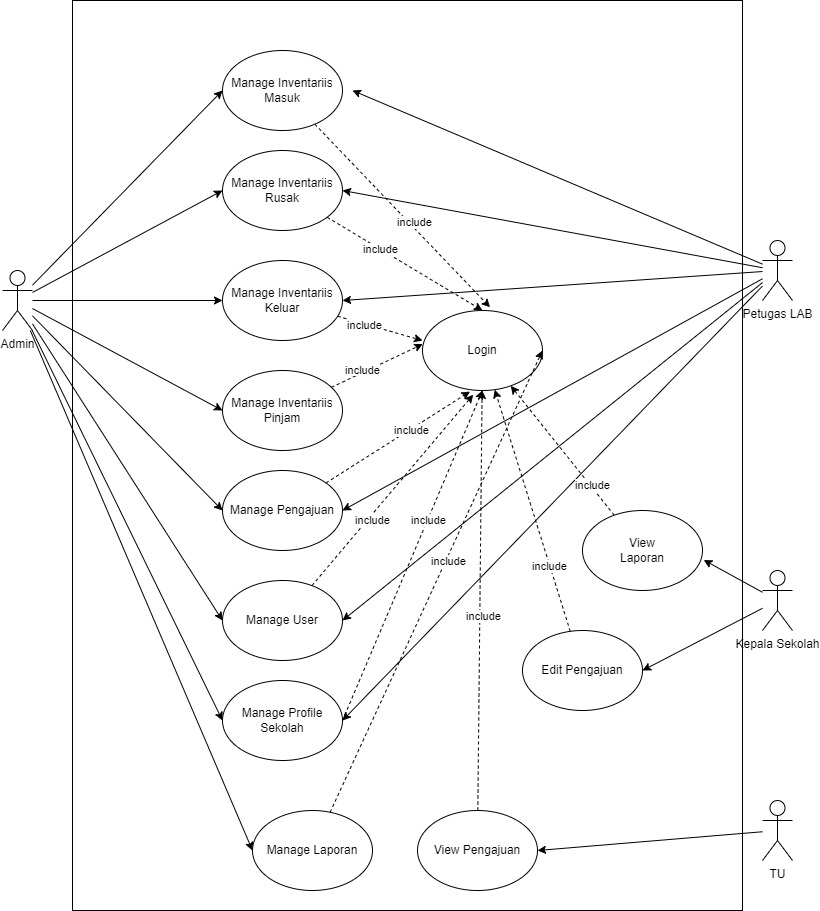 Manage Inventariis
Masuk
Manage Inventariis
Rusak
include
include
Manage Inventariis
Keluar
Petugas LAB
include
Admin
Login
include
Manage Inventariis
Pinjam
include
include
Manage Pengajuan
include
include
View
Laporan
include
include
Manage User
include
Kepala Sekolah
Edit Pengajuan
Manage Profile
Sekolah
Manage Laporan
View Pengajuan
TU